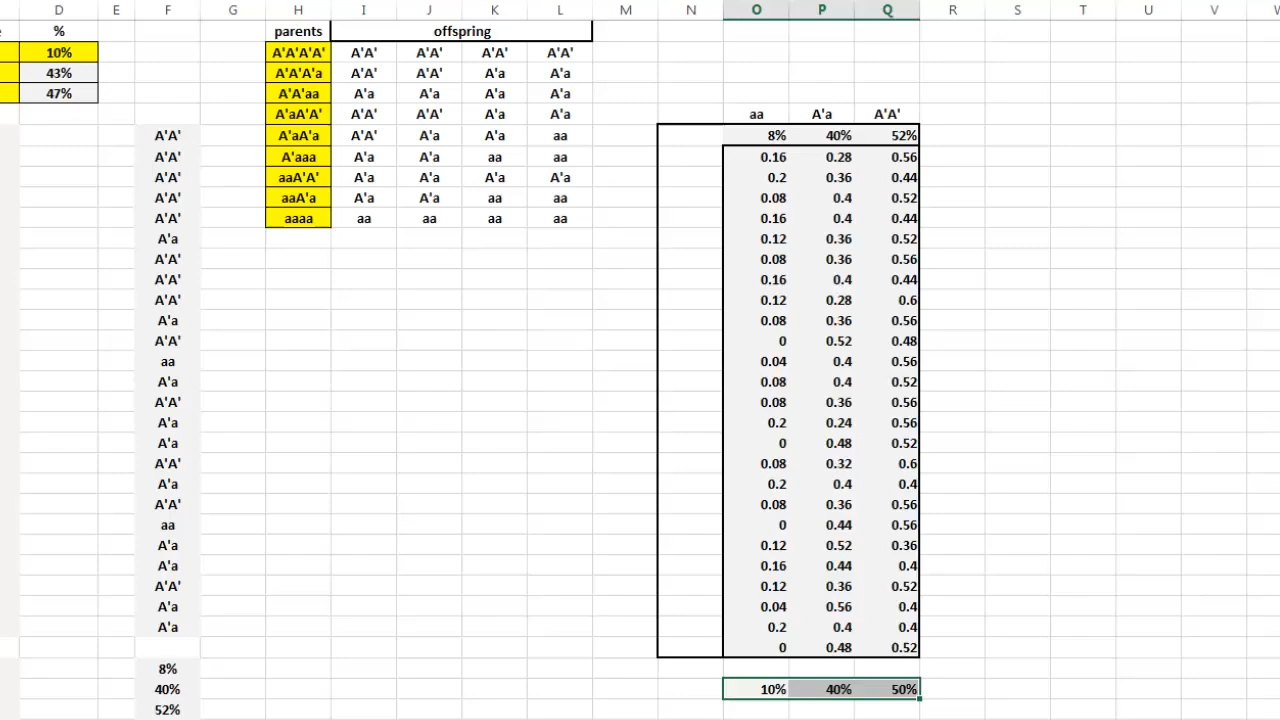 D E F G H I J K L M N O P Q R S T U V
% parents offspring
10% A'A'A'A' A'A' A'A' A'A' A'A'
43% A'A'A'a A'A' A'A' A'a A'a
47% A'A'aa A'a A'a A'a A'a
A'aA'A' A'A' A'A' A'a A'a aa A'a A'A'
A'A' A'aA'a A'A' A'a A'a aa 8% 40% 52%
A'A' A'aaa A'a A'a aa aa 0.16 0.28 0.56
A'A' aaA'A' A'a A'a A'a A'a 0.2 0.36 0.44
A'A' aaA'a A'a A'a aa aa 0.08 0.4 0.52
A'A' aaaa aa aa aa aa 0.16 0.4 0.44
A'a 0.12 0.36 0.52
A'A' 0.08 0.36 0.56
A'A' 0.16 0.4 0.44
A'A' 0.12 0.28 0.6
A'a 0.08 0.36 0.56
A'A' 0 0.52 0.48
aa 0.04 0.4 0.56
A'a 0.08 0.4 0.52
A'A' 0.08 0.36 0.56
A'a 0.2 0.24 0.56
A'a 0 0.48 0.52
A'A' 0.08 0.32 0.6
A'a 0.2 0.4 0.4
A'A' 0.08 0.36 0.56
aa 0 0.44 0.56
A'a 0.12 0.52 0.36
A'a 0.16 0.44 0.4
A'A' 0.12 0.36 0.52
A'a 0.04 0.56 0.4
A'a 0.2 0.4 0.4
0 0.48 0.52
8%
40% 10% 40% 50%
52%